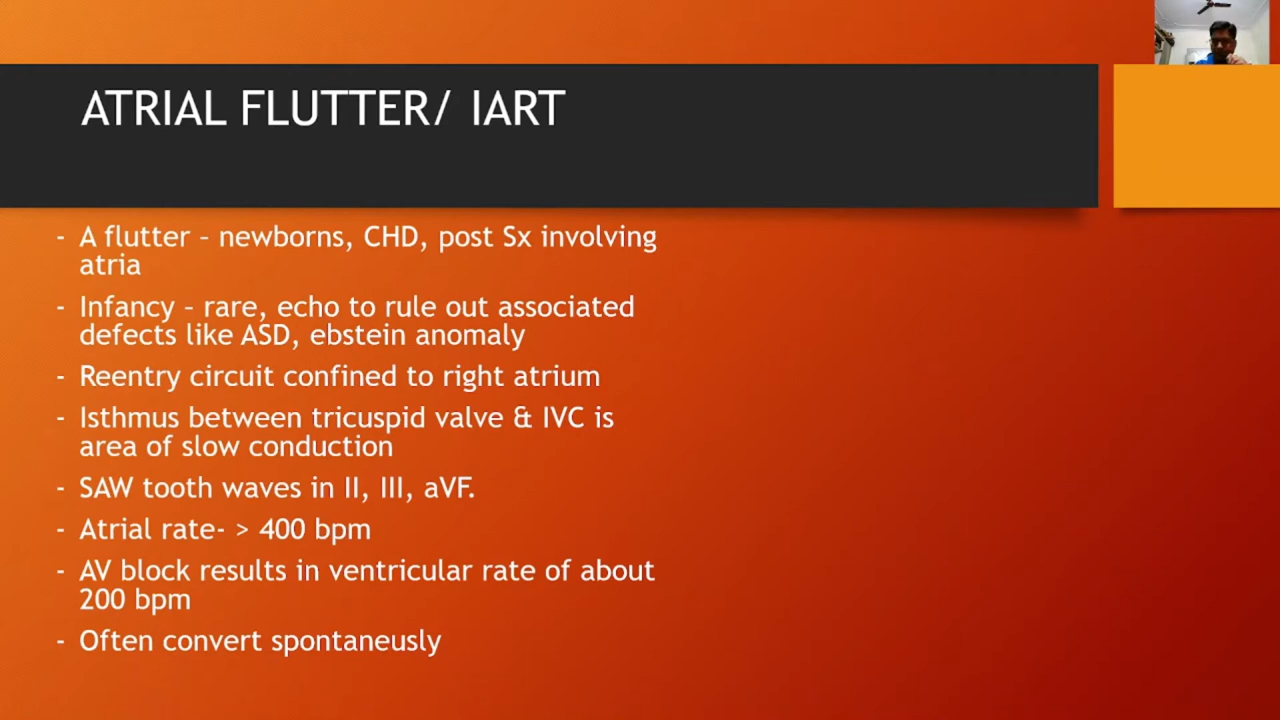 ATRIAL FLUTTER/ IART
- A flutter – newborns, CHD, post Sx involving
atria
- Infancy – rare, echo to rule out associated
defects like ASD, ebstein anomaly
- Reentry circuit confined to right atrium
- Isthmus between tricuspid valve & IVC is
area of slow conduction
- SAW tooth waves in II, III, aVF.
- Atrial rate- > 400 bpm
- AV block results in ventricular rate of about
200 bpm
- Often convert spontaneusly